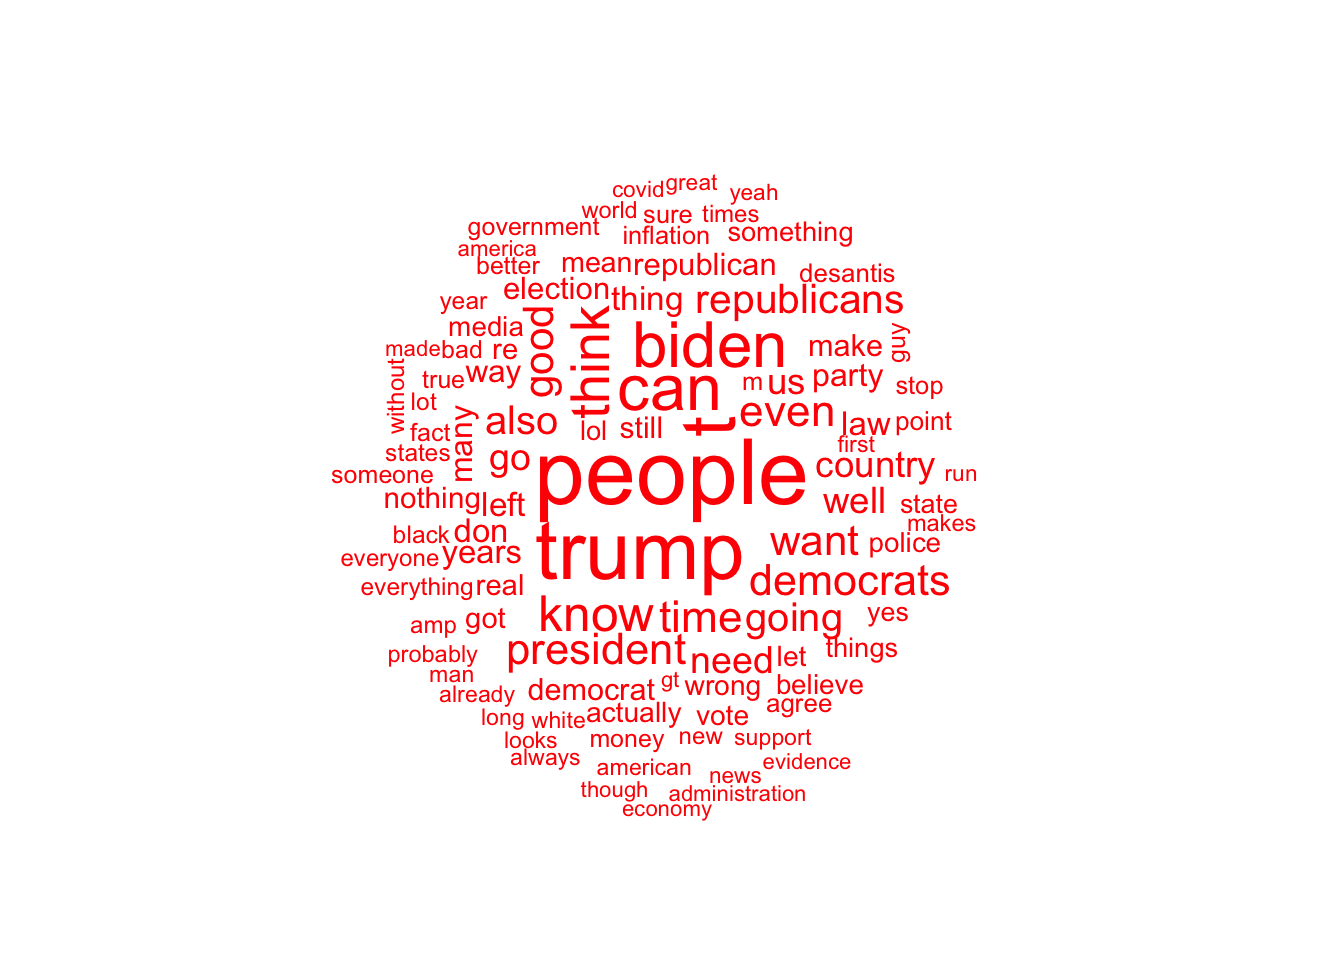 covid great yeah
world sure times
government inflation something
america
better mean republican desantis
year election thing republicans
media good think biden make guy
made bad re
without true way can m us party stop
lot many also lol still t even law point
fact first
states go people country run
someone
nothing left well state
makes
black don trump want police
everyone years
everything real democrats
amp got know time going yes
probably president need let things
man
already democrat gt wrong believe
long white actually vote agree
looks money new support
always american news evidence
though administration
economy